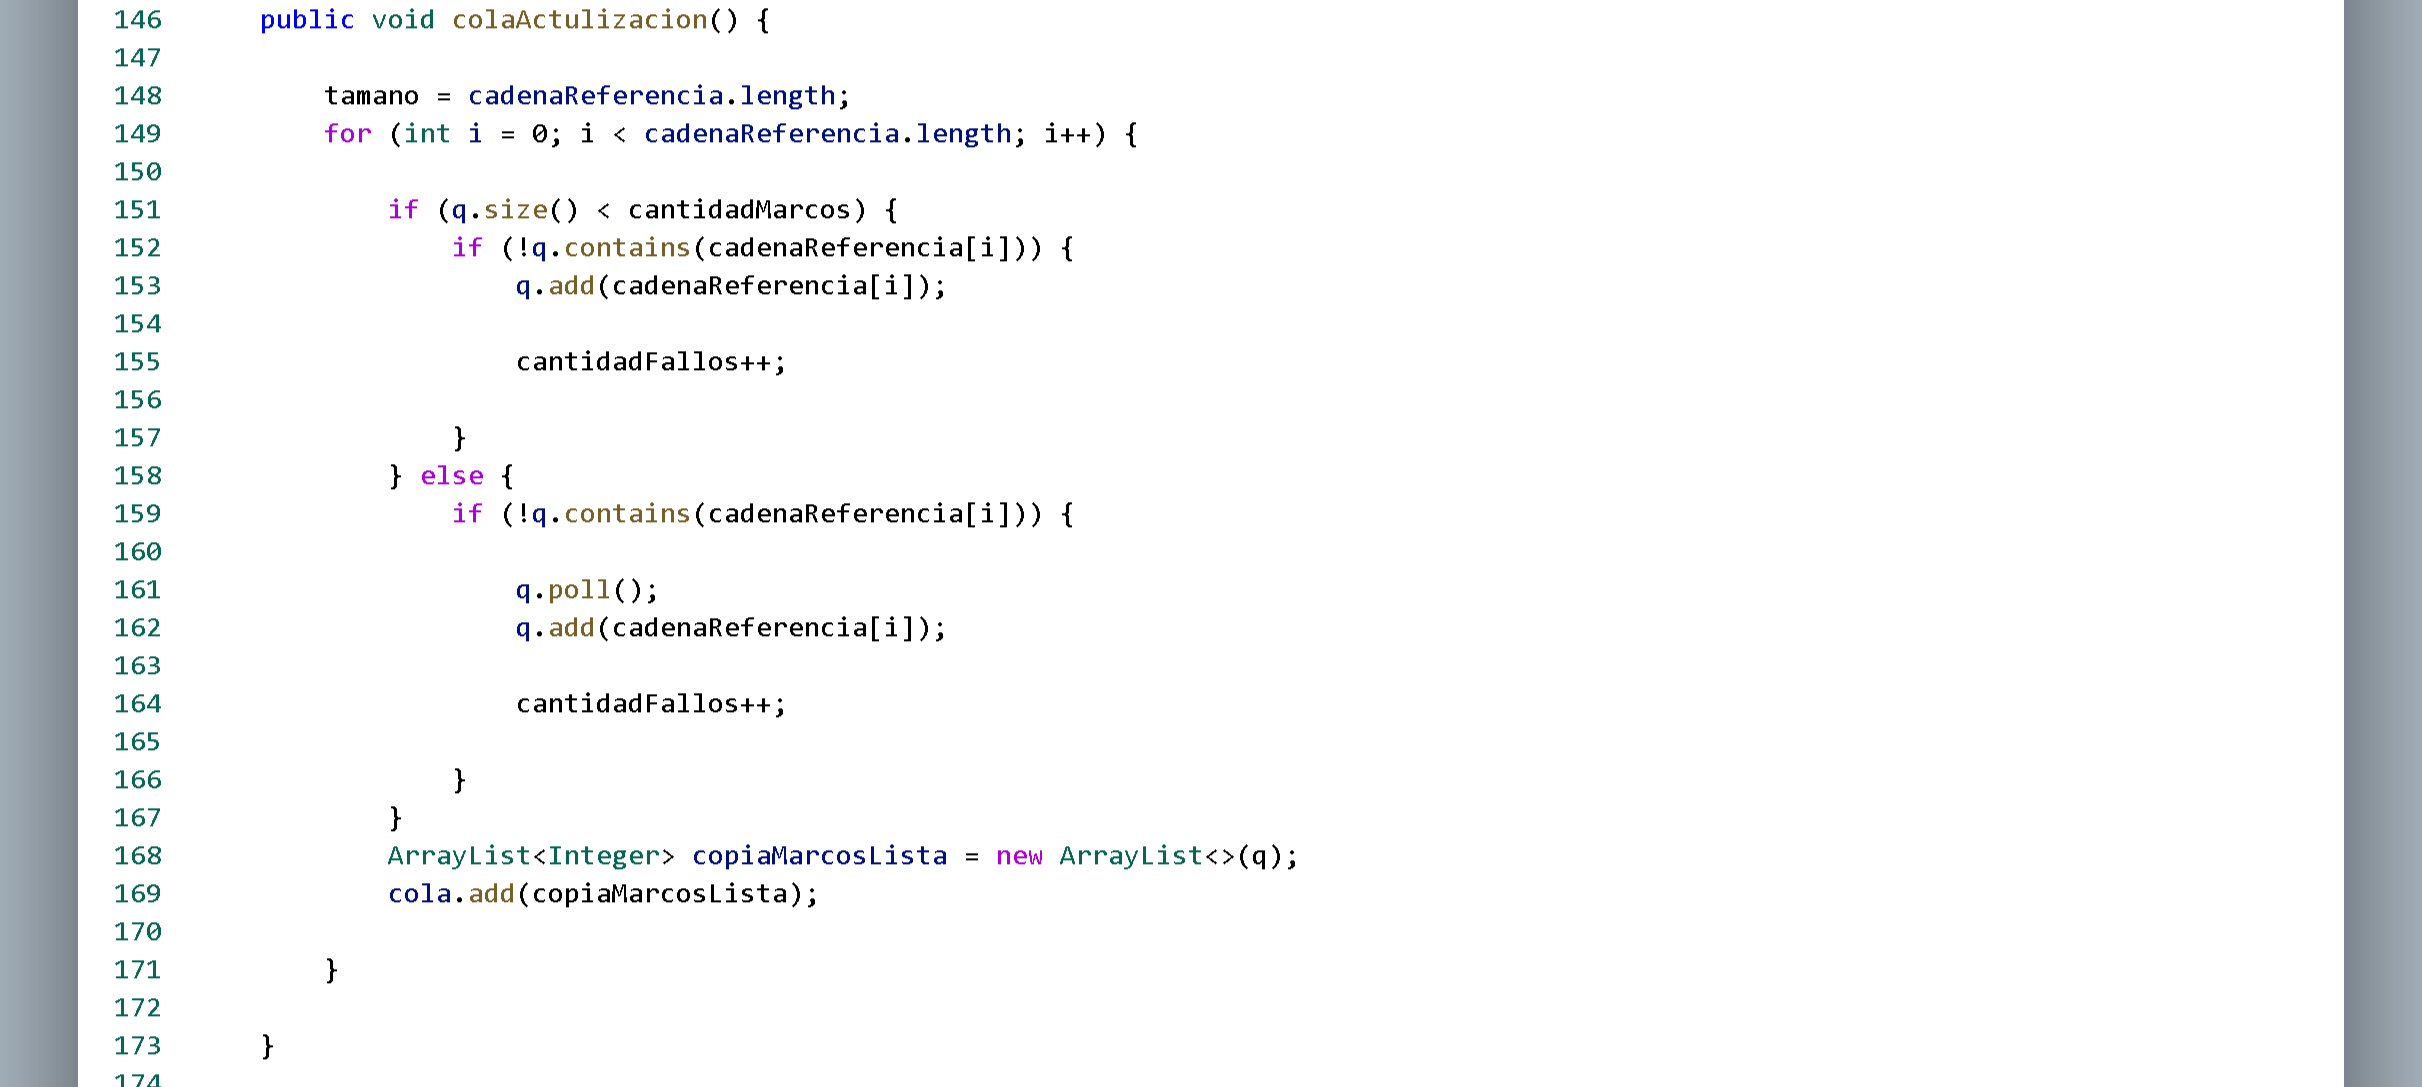 146 public void colaActulizacion() {
147
148 tamano = cadenaReferencia.length;
149 for (int i = 0; i < cadenaReferencia.length; i++) {
150
151 if (q.size() < cantidadMarcos) {
152 if (!q.contains(cadenaReferencia[i])) {
153 q.add(cadenaReferencia[i]);
154
155 cantidadFallos++;
156
157 }
158 } else {
159 if (!q.contains(cadenaReferencia[i])) {
160
161 q.poll();
162 q.add(cadenaReferencia[i]);
163
164 cantidadFallos++;
165
166 }
167 }
168 ArrayList<Integer> copiaMarcosLista = new ArrayList<>(q);
169 cola.add(copiaMarcosLista);
170
171 }
172
173 }
174